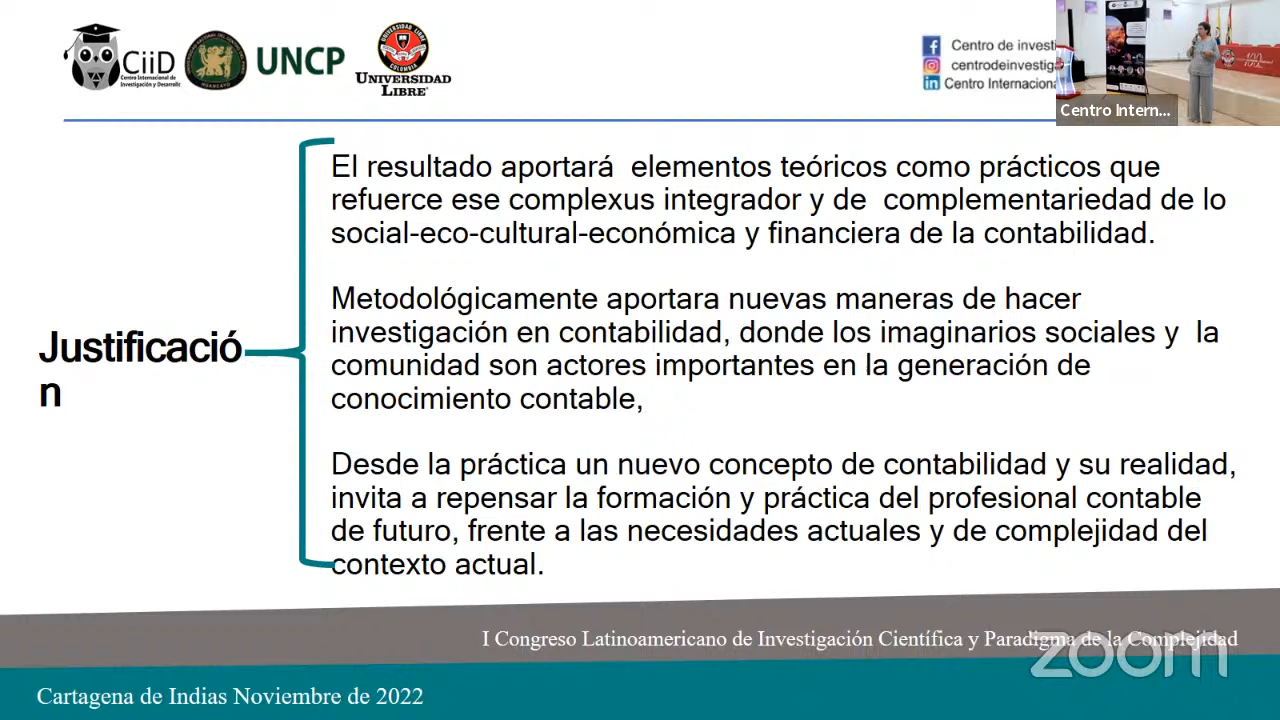 CiiD
Centro Internacional de
Investigación y Desarrollo
UNCP
UNIVERSIDAD
LIBRE
Centro de investi
centrodeinvestiga
Centro Internaciona
Centro Intern...
El resultado aportará  elementos teóricos como prácticos que
refuerce ese complexus integrador y de  complementariedad de lo
social-eco-cultural-económica y financiera de la contabilidad.
Metodológicamente aportara nuevas maneras de hacer
investigación en contabilidad, donde los imaginarios sociales y  la
comunidad son actores importantes en la generación de
conocimiento contable,
Justificació
n
Desde la práctica un nuevo concepto de contabilidad y su realidad,
invita a repensar la formación y práctica del profesional contable
de futuro, frente a las necesidades actuales y de complejidad del
contexto actual.
I Congreso Latinoamericano de Investigación Científica y Paradigma de la Complejidad
zoom
Cartagena de Indias Noviembre de 2022